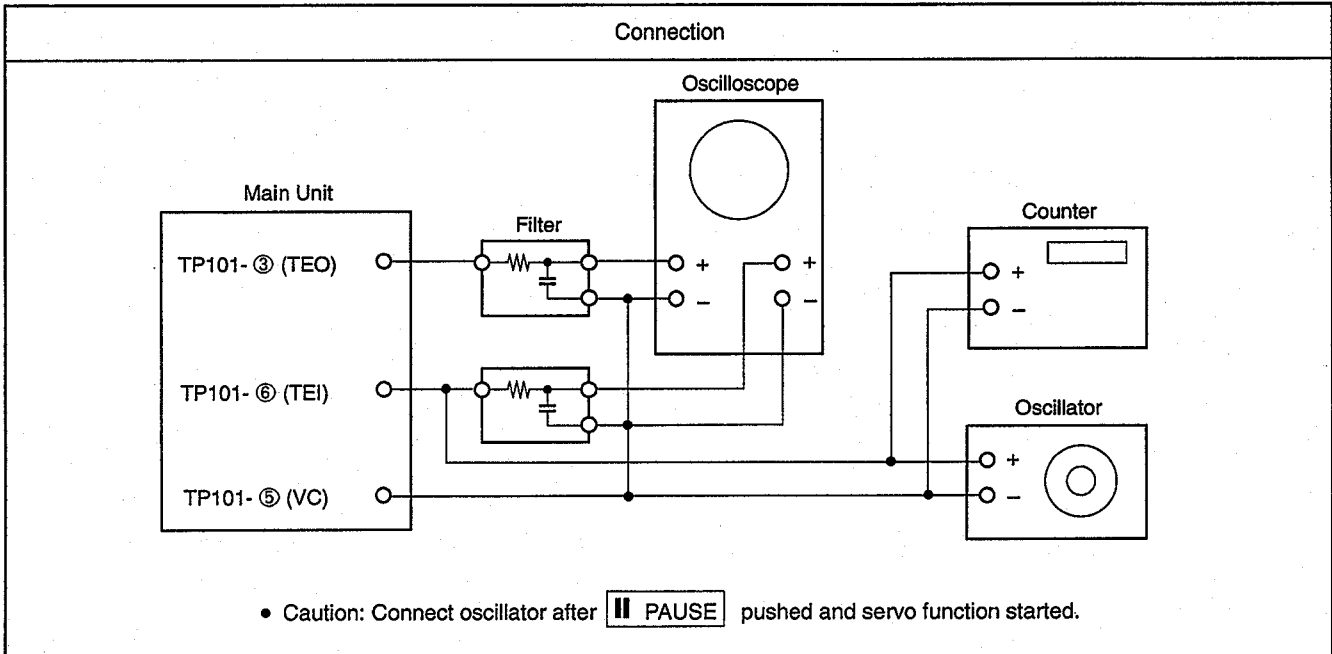 Connection
Oscilloscope
Main Unit
Filter
Counter
TP101- ③ (TEO)
+ +
− −
+
−
TP101- ⑥ (TEI)
Oscillator
+
−
TP101- ⑤ (VC)
• Caution: Connect oscillator after II PAUSE pushed and servo function started.